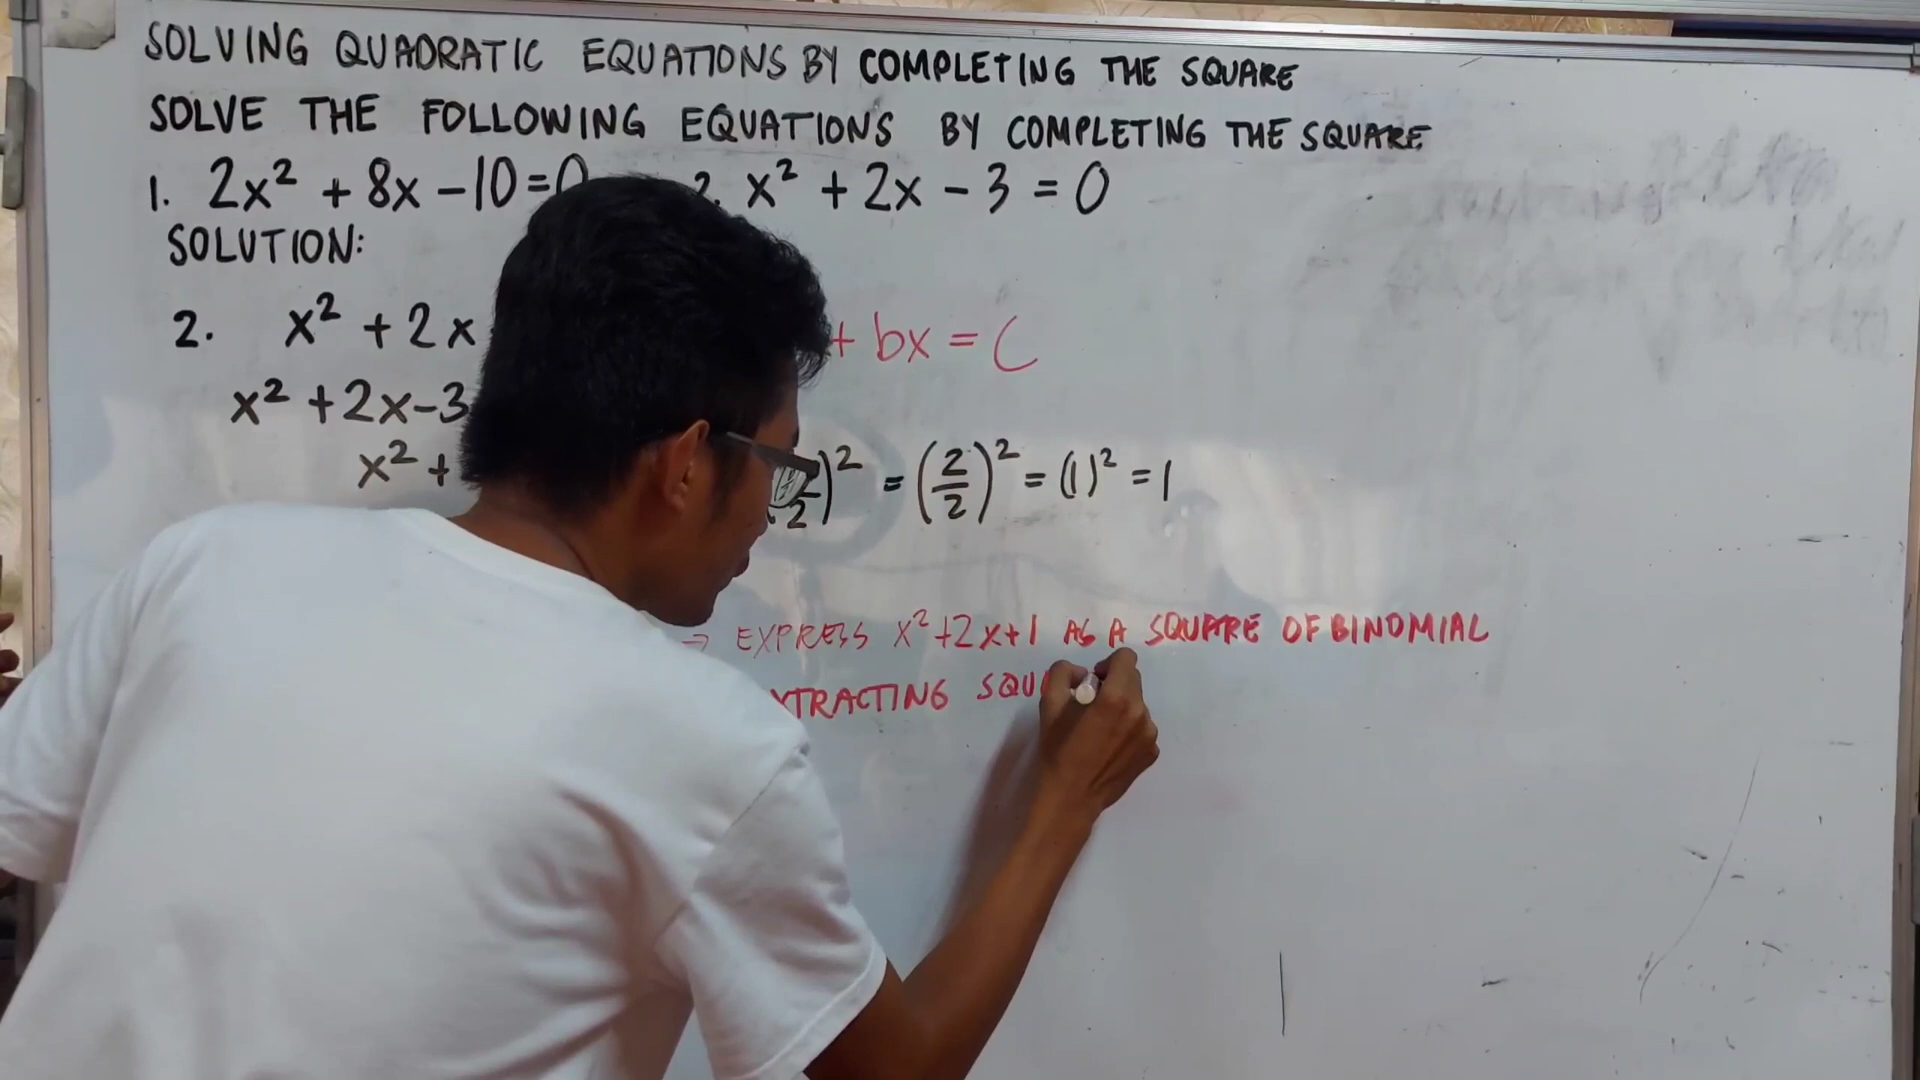 SOLVING QUADRATIC EQUATIONS BY COMPLETING THE SQUARE
SOLVE THE FOLLOWING EQUATIONS BY COMPLETING THE SQUARE
1. 2x² + 8x - 10 = 0 2. x² + 2x - 3 = 0
SOLUTION:
2. x² + 2x + bx = C
x² + 2x - 3
x² + 2)² = (2/2)² = (1)² = 1
→ EXPRESS x² + 2x + 1 AS A SQUARE OF BINOMIAL
XTRACTING SQU